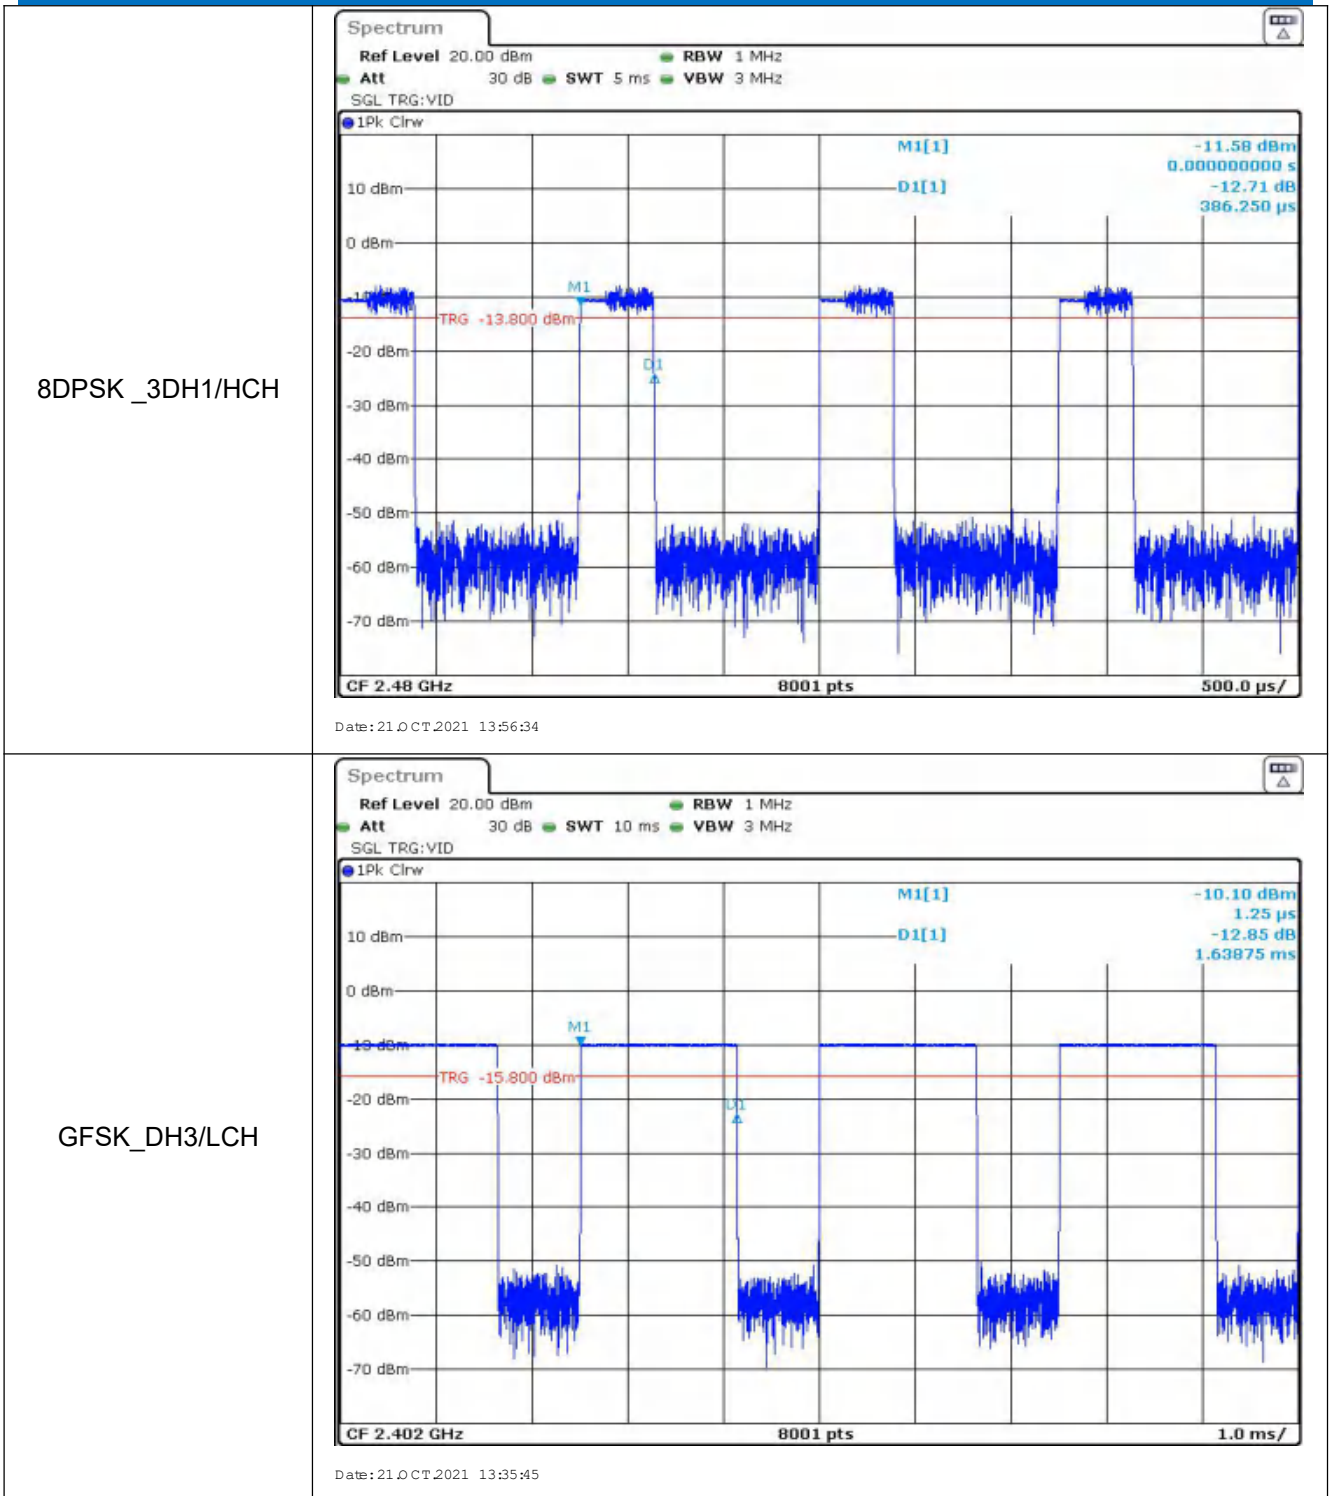 8DPSK _3DH1/HCH
Spectrum
Ref Level 20.00 dBm RBW 1 MHz
Att 30 dB SWT 5 ms VBW 3 MHz
SGL TRG:VID
1Pk Clrw
M1[1] -11.58 dBm
0.000000000 s
10 dBm D1[1] -12.71 dB
386.250 µs
0 dBm
M1
TRG -13.800 dBm
-20 dBm
D1
-30 dBm
-40 dBm
-50 dBm
-60 dBm
-70 dBm
CF 2.48 GHz 8001 pts 500.0 µs/
Date: 21.OCT.2021 13:56:34
GFSK_DH3/LCH
Spectrum
Ref Level 20.00 dBm RBW 1 MHz
Att 30 dB SWT 10 ms VBW 3 MHz
SGL TRG:VID
1Pk Clrw
M1[1] -10.10 dBm
1.25 µs
10 dBm D1[1] -12.85 dB
1.63875 ms
0 dBm
M1
-10 dBm
TRG -15.800 dBm
-20 dBm
D1
-30 dBm
-40 dBm
-50 dBm
-60 dBm
-70 dBm
CF 2.402 GHz 8001 pts 1.0 ms/
Date: 21.OCT.2021 13:35:45